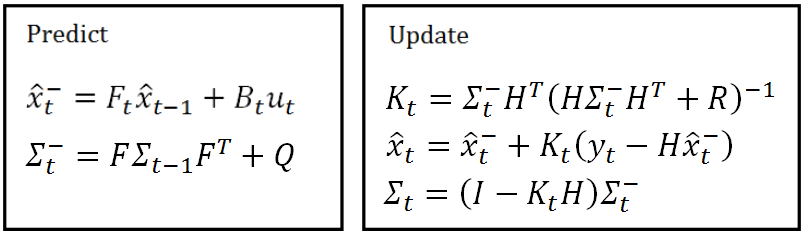 Predict
x̂ₜ⁻ = Fₜx̂ₜ₋₁ + Bₜuₜ
Σₜ⁻ = FΣₜ₋₁Fᵀ + Q
Update
Kₜ = Σₜ⁻Hᵀ(HΣₜ⁻Hᵀ + R)⁻¹
x̂ₜ = x̂ₜ⁻ + Kₜ(yₜ − Hx̂ₜ⁻)
Σₜ = (I − KₜH)Σₜ⁻